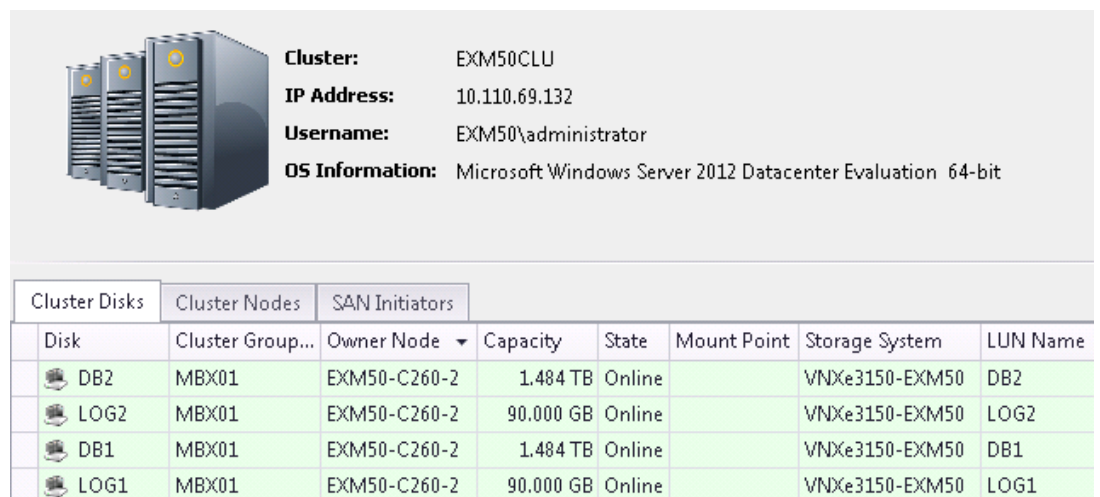 Cluster: EXM50CLU
IP Address: 10.110.69.132
Username: EXM50\administrator
OS Information: Microsoft Windows Server 2012 Datacenter Evaluation 64-bit
Cluster Disks Cluster Nodes SAN Initiators
Disk Cluster Group... Owner Node Capacity State Mount Point Storage System LUN Name
DB2 MBX01 EXM50-C260-2 1.484 TB Online VNXe3150-EXM50 DB2
LOG2 MBX01 EXM50-C260-2 90.000 GB Online VNXe3150-EXM50 LOG2
DB1 MBX01 EXM50-C260-2 1.484 TB Online VNXe3150-EXM50 DB1
LOG1 MBX01 EXM50-C260-2 90.000 GB Online VNXe3150-EXM50 LOG1